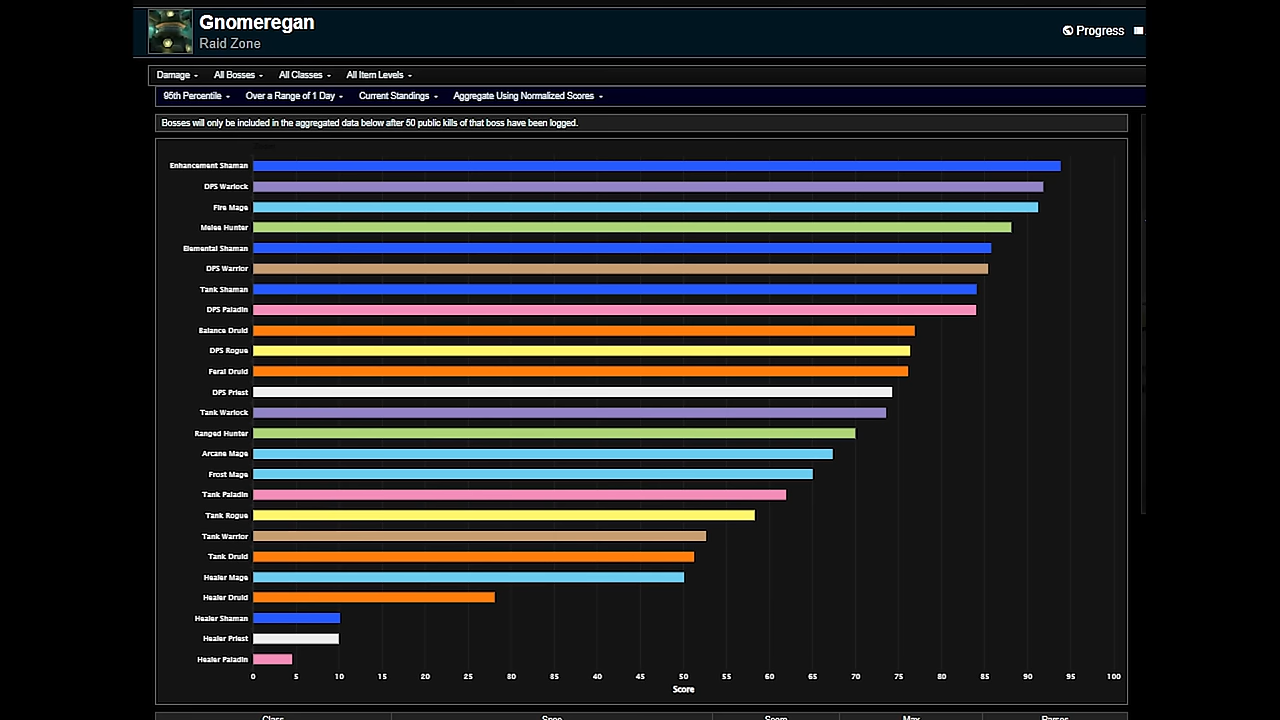 Gnomeregan
Raid Zone
Progress
Damage All Bosses All Classes All Item Levels
95th Percentile Over a Range of 1 Day Current Standings Aggregate Using Normalized Scores
Bosses will only be included in the aggregated data below after 50 public kills of that boss have been logged.
Enhancement Shaman
DPS Warlock
Fire Mage
Melee Hunter
Elemental Shaman
DPS Warrior
Tank Shaman
DPS Paladin
Balance Druid
DPS Rogue
Feral Druid
DPS Priest
Tank Warlock
Ranged Hunter
Arcane Mage
Frost Mage
Tank Paladin
Tank Rogue
Tank Warrior
Tank Druid
Healer Mage
Healer Druid
Healer Shaman
Healer Priest
Healer Paladin
0 5 10 15 20 25 30 35 40 45 50 55 60 65 70 75 80 85 90 95 100
Score
Class Spec Score Max Parses